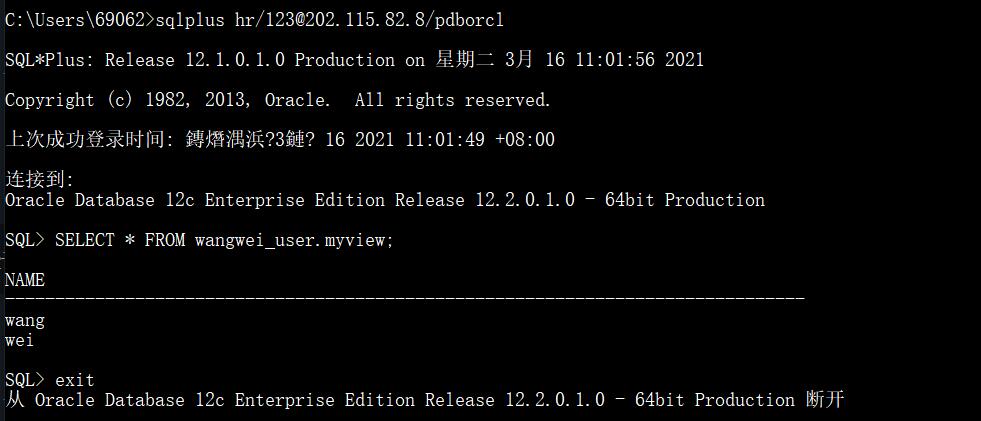 C:\Users\69062>sqlplus hr/123@202.115.82.8/pdborcl
SQL*Plus: Release 12.1.0.1.0 Production on 星期二 3月 16 11:01:56 2021
Copyright (c) 1982, 2013, Oracle.  All rights reserved.
上次成功登录时间: 鏄熸湡浜?3鏈? 16 2021 11:01:49 +08:00
连接到:
Oracle Database 12c Enterprise Edition Release 12.2.0.1.0 - 64bit Production
SQL> SELECT * FROM wangwei_user.myview;
NAME
--------------------------------------------------------------------------------
wang
wei
SQL> exit
从 Oracle Database 12c Enterprise Edition Release 12.2.0.1.0 - 64bit Production 断开